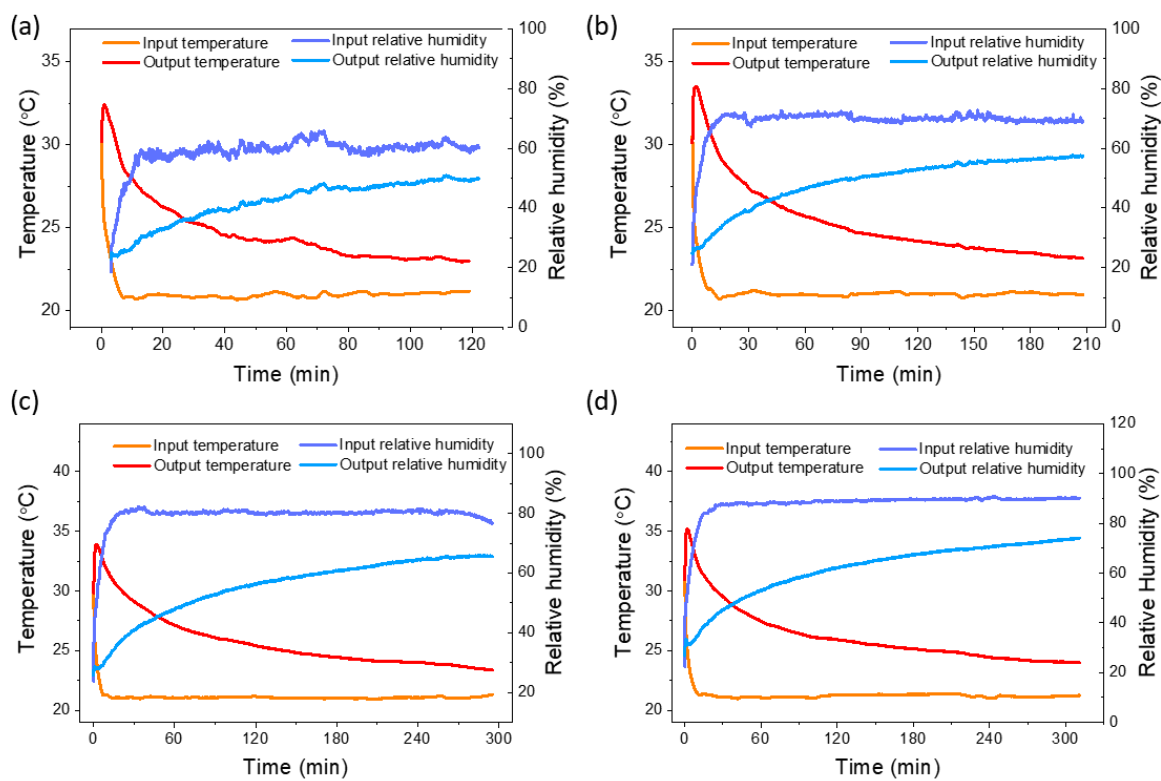 (a)
Input temperature
Input relative humidity
Output temperature
Output relative humidity
Temperature (°C)
35
30
25
20
100
80
60
40
20
0
Relative humidity (%)
0 20 40 60 80 100 120
Time (min)
(b)
Input temperature
Input relative humidity
Output temperature
Output relative humidity
Temperature (°C)
35
30
25
20
100
80
60
40
20
0
Relative humidity (%)
0 30 60 90 120 150 180 210
Time (min)
(c)
Input temperature
Input relative humidity
Output temperature
Output relative humidity
Temperature (°C)
40
35
30
25
20
100
80
60
40
20
Relative humidity (%)
0 60 120 180 240 300
Time (min)
(d)
Input temperature
Input relative humidity
Output temperature
Output relative humidity
Temperature (°C)
40
35
30
25
20
120
100
80
60
40
20
0
Relative Humidity (%)
0 60 120 180 240 300
Time (min)